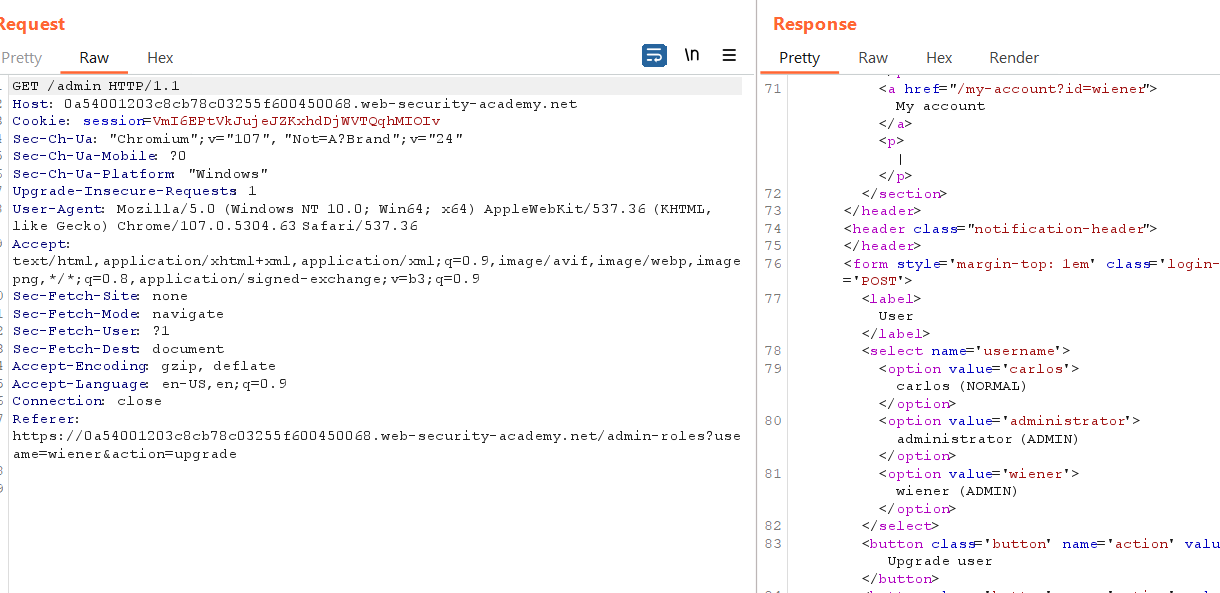 Request
Pretty Raw Hex
\n
GET /admin HTTP/1.1
Host: 0a54001203c8cb78c03255f600450068.web-security-academy.net
Cookie: session=VmI6EPtVkJujeJZKxhdDjWVTQqhMIOIv
Sec-Ch-Ua: "Chromium";v="107", "Not=A?Brand";v="24"
Sec-Ch-Ua-Mobile: ?0
Sec-Ch-Ua-Platform: "Windows"
Upgrade-Insecure-Requests: 1
User-Agent: Mozilla/5.0 (Windows NT 10.0; Win64; x64) AppleWebKit/537.36 (KHTML,
like Gecko) Chrome/107.0.5304.63 Safari/537.36
Accept:
text/html,application/xhtml+xml,application/xml;q=0.9,image/avif,image/webp,image
png,*/*;q=0.8,application/signed-exchange;v=b3;q=0.9
Sec-Fetch-Site: none
Sec-Fetch-Mode: navigate
Sec-Fetch-User: ?1
Sec-Fetch-Dest: document
Accept-Encoding: gzip, deflate
Accept-Language: en-US,en;q=0.9
Connection: close
Referer:
https://0a54001203c8cb78c03255f600450068.web-security-academy.net/admin-roles?use
ame=wiener&action=upgrade
Response
Pretty Raw Hex Render
71 <a href="/my-account?id=wiener">
My account
</a>
<p>
|
</p>
72 </section>
73 </header>
74 <header class="notification-header">
75 </header>
76 <form style='margin-top: 1em' class='login-
='POST'>
77 <label>
User
</label>
78 <select name='username'>
79 <option value='carlos'>
carlos (NORMAL)
</option>
80 <option value='administrator'>
administrator (ADMIN)
</option>
81 <option value='wiener'>
wiener (ADMIN)
</option>
82 </select>
83 <button class='button' name='action' valu
Upgrade user
</button>